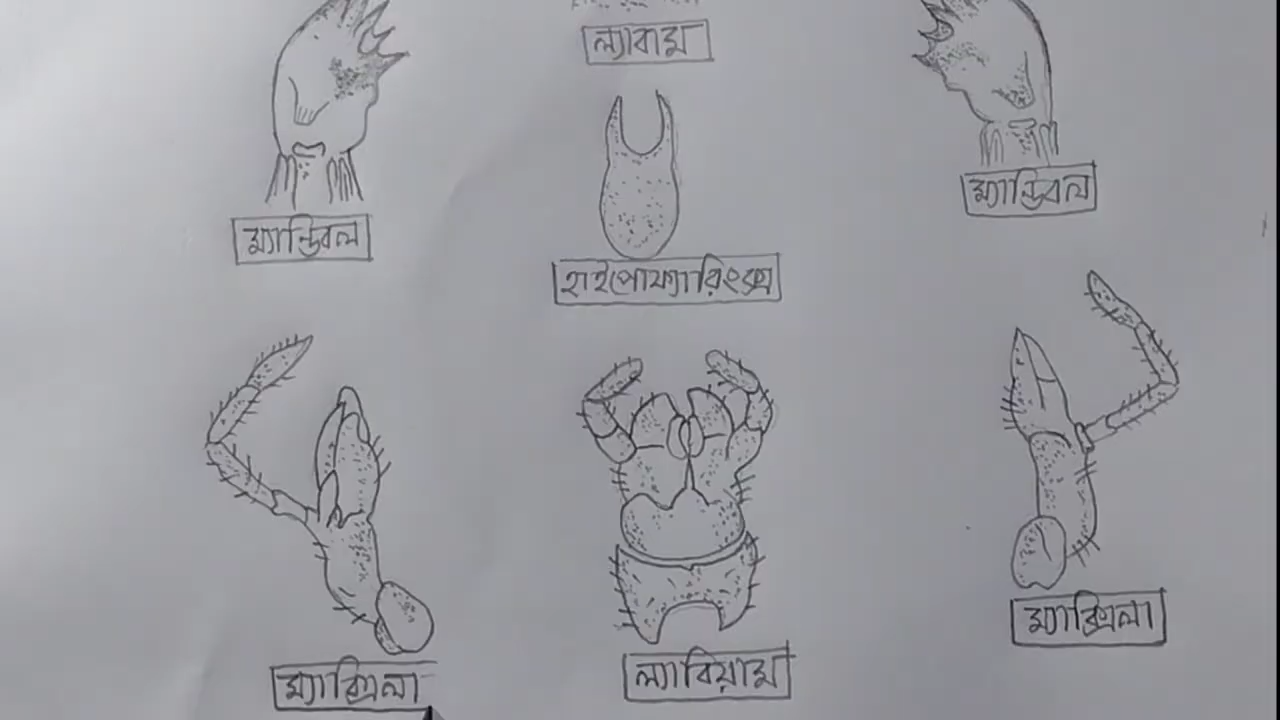 ল্যাব্রাম
ম্যান্ডিবল
ম্যান্ডিবল
হাইপোফ্যারিংক্স
ম্যাক্সিলা
ল্যাবিয়াম
ম্যাক্সিলা